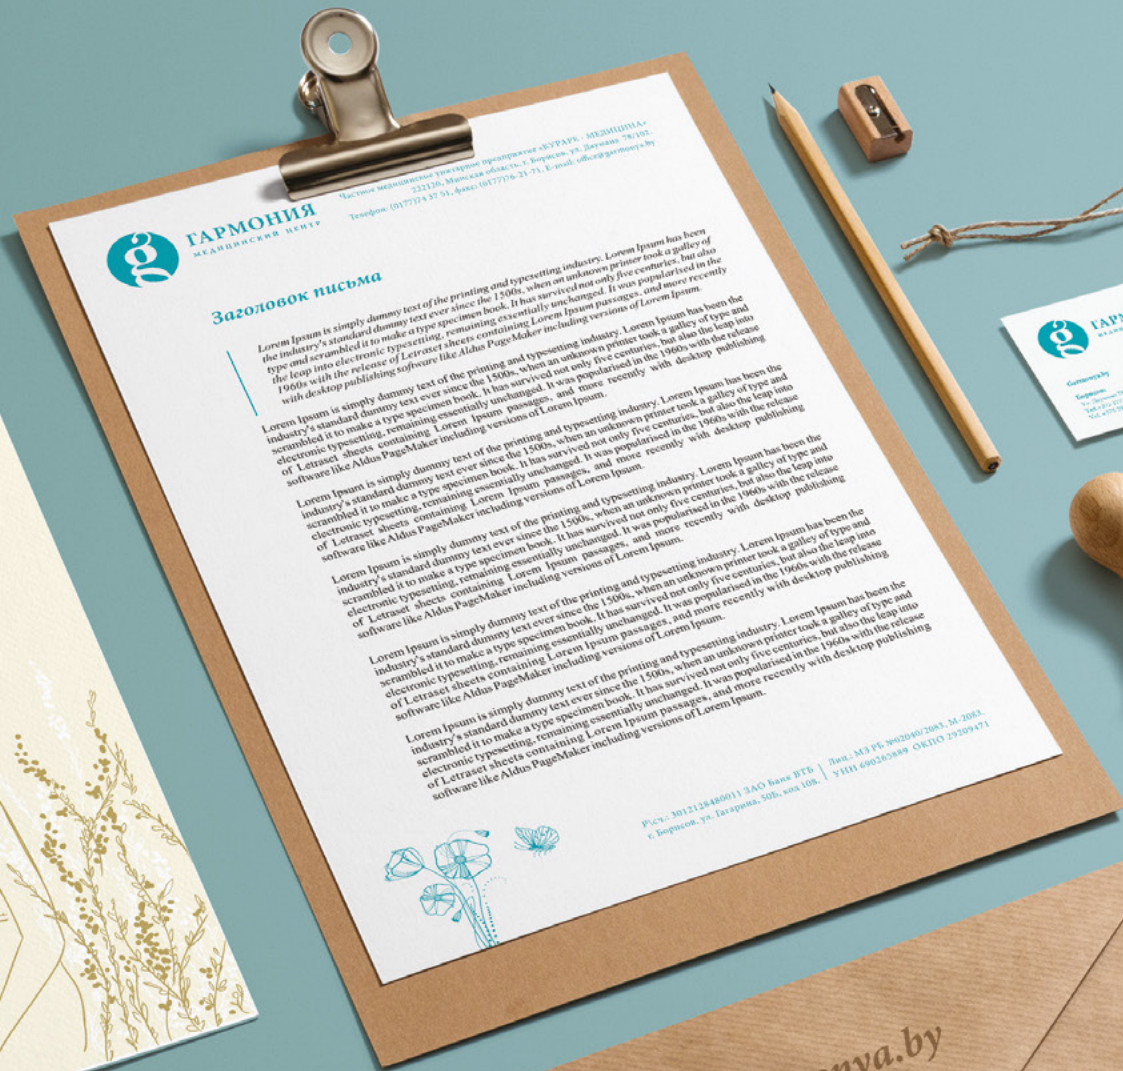 Частное медицинское унитарное предприятие «КУРАРЕ - МЕДИЦИНА»
222120, Минская область, г. Борисов, ул. Даумана 78/103.
Телефон: (0177)74 37 51, факс: (0177)76-21-71, E-mail: office@garmonya.by
ГАРМОНИЯ
МЕДИЦИНСКИЙ ЦЕНТР
Заголовок письма
Lorem Ipsum is simply dummy text of the printing and typesetting industry. Lorem Ipsum has been
the industry's standard dummy text ever since the 1500s, when an unknown printer took a galley of
type and scrambled it to make a type specimen book. It has survived not only five centuries, but also
the leap into electronic typesetting, remaining essentially unchanged. It was popularised in the
1960s with the release of Letraset sheets containing Lorem Ipsum passages, and more recently
with desktop publishing software like Aldus PageMaker including versions of Lorem Ipsum.
Lorem Ipsum is simply dummy text of the printing and typesetting industry. Lorem Ipsum has been the
industry's standard dummy text ever since the 1500s, when an unknown printer took a galley of type and
scrambled it to make a type specimen book. It has survived not only five centuries, but also the leap into
electronic typesetting, remaining essentially unchanged. It was popularised in the 1960s with the release
of Letraset sheets containing Lorem Ipsum passages, and more recently with desktop publishing
software like Aldus PageMaker including versions of Lorem Ipsum.
Lorem Ipsum is simply dummy text of the printing and typesetting industry. Lorem Ipsum has been the
industry's standard dummy text ever since the 1500s, when an unknown printer took a galley of type and
scrambled it to make a type specimen book. It has survived not only five centuries, but also the leap into
electronic typesetting, remaining essentially unchanged. It was popularised in the 1960s with the release
of Letraset sheets containing Lorem Ipsum passages, and more recently with desktop publishing
software like Aldus PageMaker including versions of Lorem Ipsum.
Lorem Ipsum is simply dummy text of the printing and typesetting industry. Lorem Ipsum has been the
industry's standard dummy text ever since the 1500s, when an unknown printer took a galley of type and
scrambled it to make a type specimen book. It has survived not only five centuries, but also the leap into
electronic typesetting, remaining essentially unchanged. It was popularised in the 1960s with the release
of Letraset sheets containing Lorem Ipsum passages, and more recently with desktop publishing
software like Aldus PageMaker including versions of Lorem Ipsum.
Lorem Ipsum is simply dummy text of the printing and typesetting industry. Lorem Ipsum has been the
industry's standard dummy text ever since the 1500s, when an unknown printer took a galley of type and
scrambled it to make a type specimen book. It has survived not only five centuries, but also the leap into
electronic typesetting, remaining essentially unchanged. It was popularised in the 1960s with the release
of Letraset sheets containing Lorem Ipsum passages, and more recently with desktop publishing
software like Aldus PageMaker including versions of Lorem Ipsum.
Lorem Ipsum is simply dummy text of the printing and typesetting industry. Lorem Ipsum has been the
industry's standard dummy text ever since the 1500s, when an unknown printer took a galley of type and
scrambled it to make a type specimen book. It has survived not only five centuries, but also the leap into
electronic typesetting, remaining essentially unchanged. It was popularised in the 1960s with the release
of Letraset sheets containing Lorem Ipsum passages, and more recently with desktop publishing
software like Aldus PageMaker including versions of Lorem Ipsum.
Р\сч.: 3012128480011 ЗАО Банк ВТБ
г. Борисов, ул. Гагарина, 50Б, код 108.
Лиц.: МЗ РБ №02040/2083, М-2083.
УНН 690265889 ОКПО 29209471
ГАРМ
Garmonya.by
Борисов:
nya.by